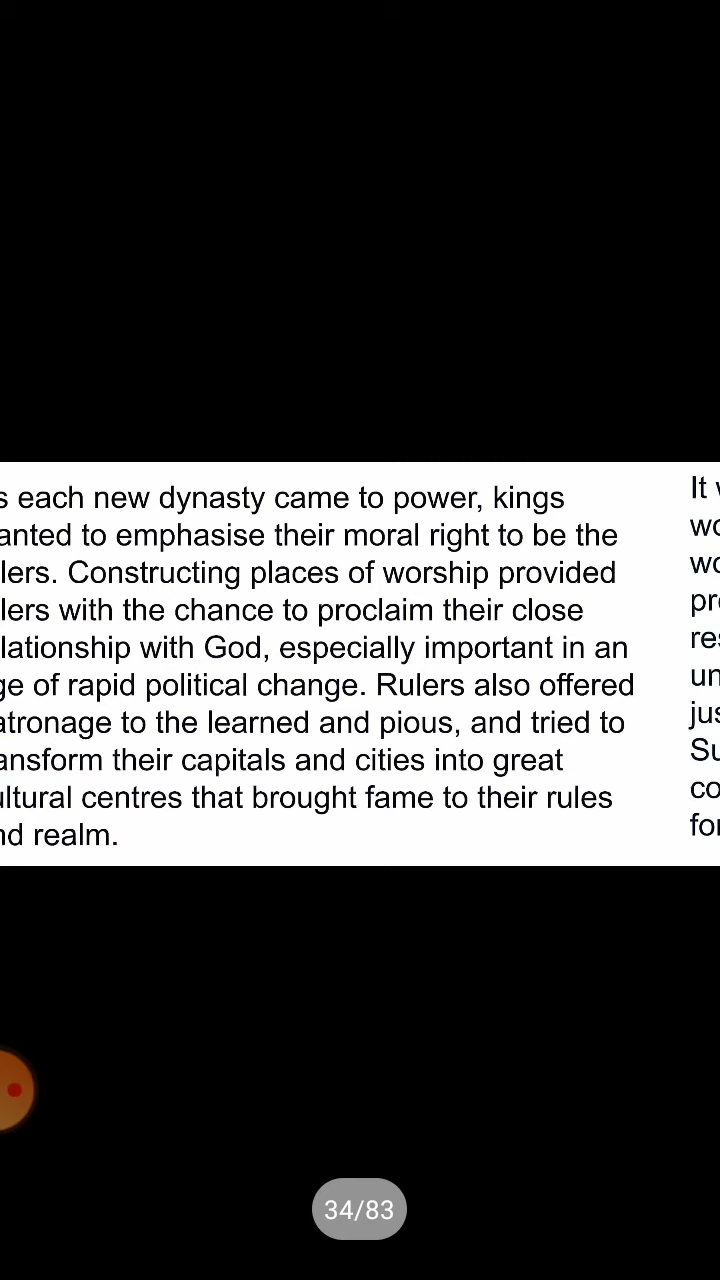 s each new dynasty came to power, kings
anted to emphasise their moral right to be the
lers. Constructing places of worship provided
lers with the chance to proclaim their close
lationship with God, especially important in an
ge of rapid political change. Rulers also offered
atronage to the learned and pious, and tried to
ansform their capitals and cities into great
ultural centres that brought fame to their rules
nd realm.
It
wo
wo
pr
res
un
jus
Su
co
for
34/83